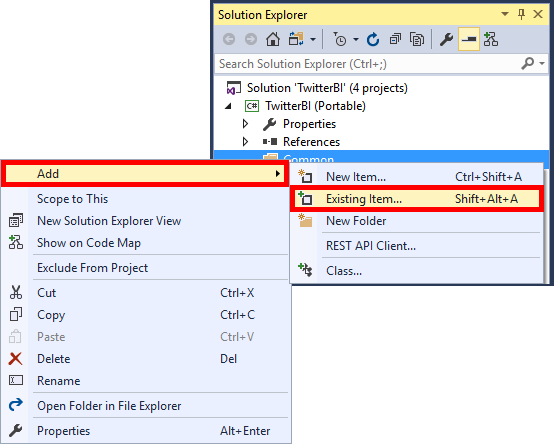 Solution Explorer
Search Solution Explorer (Ctrl+;)
Solution 'TwitterBI' (4 projects)
C# TwitterBI (Portable)
Properties
References
Common
Add
Scope to This
New Solution Explorer View
Show on Code Map
Exclude From Project
Cut Ctrl+X
Copy Ctrl+C
Paste Ctrl+V
Delete Del
Rename
Open Folder in File Explorer
Properties Alt+Enter
New Item... Ctrl+Shift+A
Existing Item... Shift+Alt+A
New Folder
REST API Client...
Class...